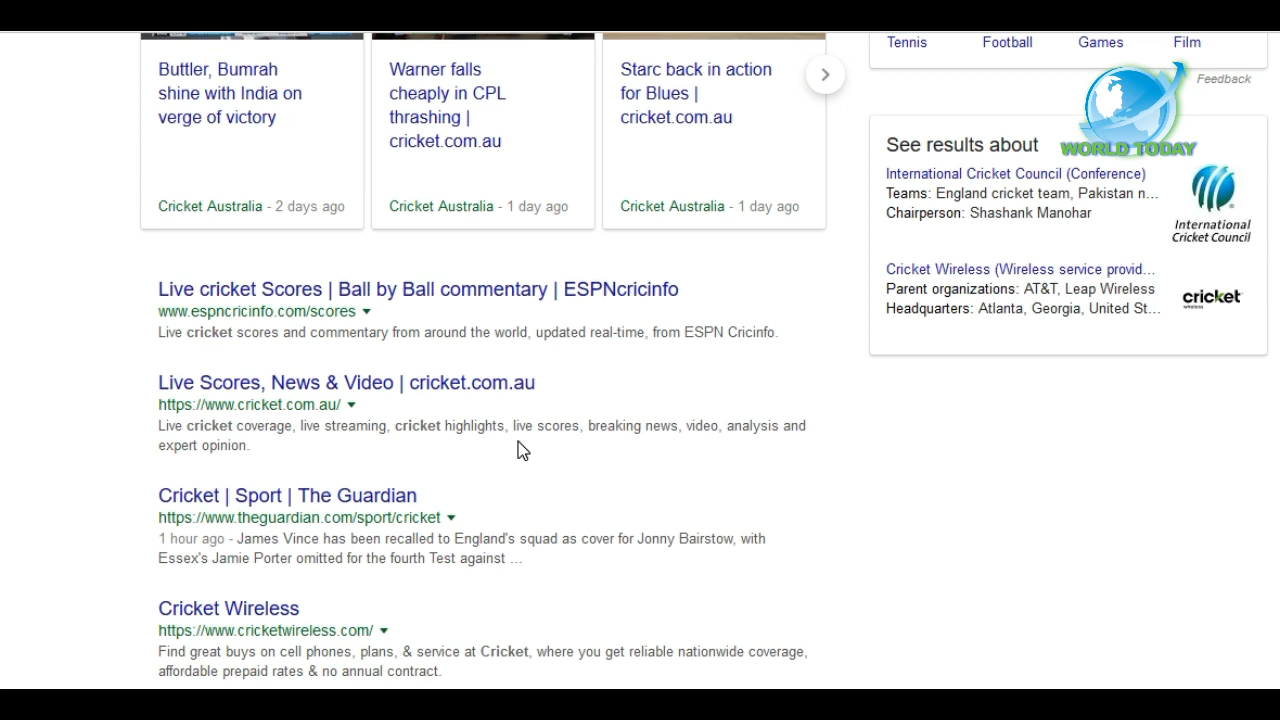 Buttler, Bumrah
shine with India on
verge of victory
Cricket Australia - 2 days ago
Warner falls
cheaply in CPL
thrashing |
cricket.com.au
Cricket Australia - 1 day ago
Starc back in action
for Blues |
cricket.com.au
Cricket Australia - 1 day ago
Live cricket Scores | Ball by Ball commentary | ESPNcricinfo
www.espncricinfo.com/scores
Live cricket scores and commentary from around the world, updated real-time, from ESPN Cricinfo.
Live Scores, News & Video | cricket.com.au
https://www.cricket.com.au/
Live cricket coverage, live streaming, cricket highlights, live scores, breaking news, video, analysis and
expert opinion.
Cricket | Sport | The Guardian
https://www.theguardian.com/sport/cricket
1 hour ago - James Vince has been recalled to England's squad as cover for Jonny Bairstow, with
Essex's Jamie Porter omitted for the fourth Test against ...
Cricket Wireless
https://www.cricketwireless.com/
Find great buys on cell phones, plans, & service at Cricket, where you get reliable nationwide coverage,
affordable prepaid rates & no annual contract.
Tennis Football Games Film
Feedback
WORLD TODAY
See results about
International Cricket Council (Conference)
Teams: England cricket team, Pakistan n...
Chairperson: Shashank Manohar
International
Cricket Council
Cricket Wireless (Wireless service provid...
Parent organizations: AT&T, Leap Wireless
Headquarters: Atlanta, Georgia, United St...
cricket
wireless